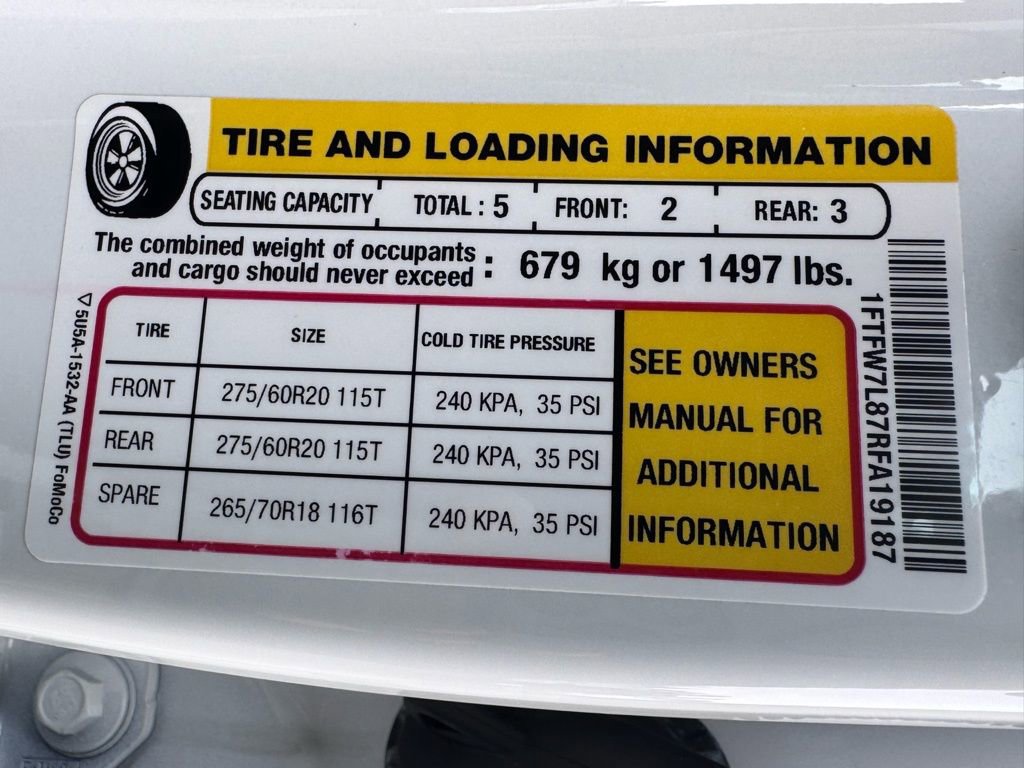 TIRE AND LOADING INFORMATION
SEATING CAPACITY TOTAL : 5 FRONT: 2 REAR: 3
The combined weight of occupants
and cargo should never exceed : 679 kg or 1497 lbs.
TIRE SIZE COLD TIRE PRESSURE
FRONT 275/60R20 115T 240 KPA, 35 PSI
REAR 275/60R20 115T 240 KPA, 35 PSI
SPARE 265/70R18 116T 240 KPA, 35 PSI
SEE OWNERS
MANUAL FOR
ADDITIONAL
INFORMATION
5U5A-1532-AA (TLU) FoMoCo
1FTFW7L87RFA19187